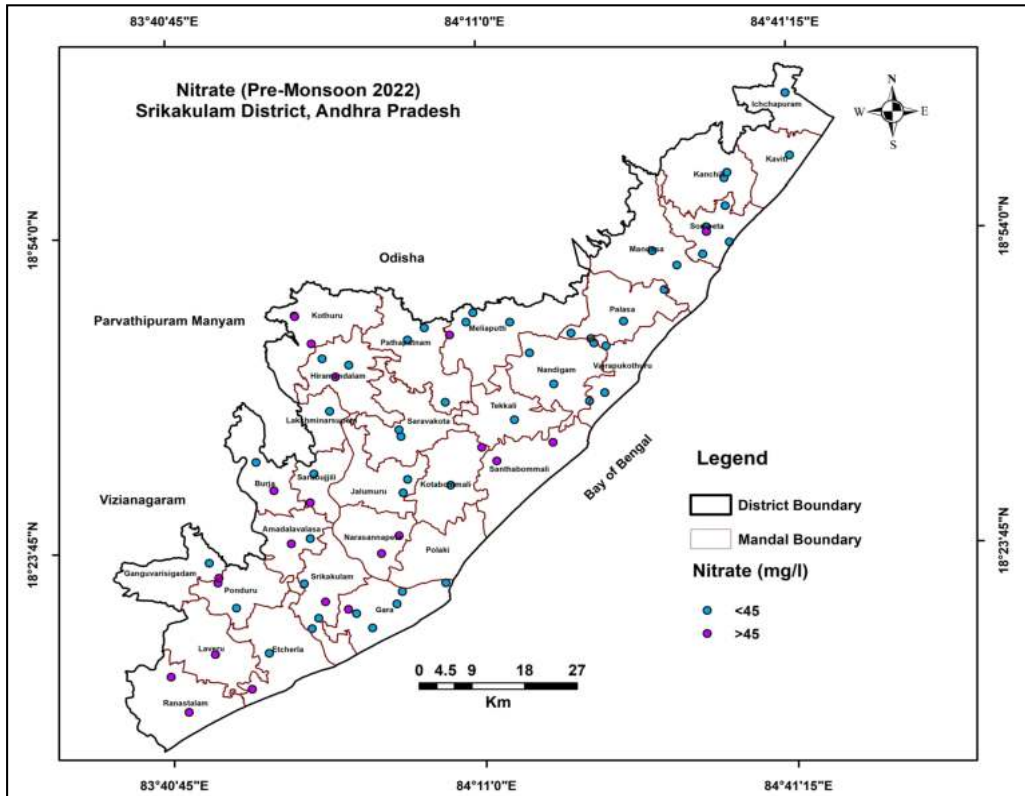 83°40'45"E
84°11'0"E
84°41'15"E
Nitrate (Pre-Monsoon 2022)
Srikakulam District, Andhra Pradesh
N
W
E
S
Ichchapuram
Kaviti
Kanchili
18°54'0"N
18°54'0"N
Sompeta
Mandasa
Odisha
Parvathipuram Manyam
Kothuru
Palasa
Meliaputti
Pathapatnam
Vajrapukothuru
Nandigam
Hiramandalam
Tekkali
Saravakota
Santhabommali
Bay of Bengal
Legend
Burja
Sarubujjili
Kotabommali
Jalumuru
Vizianagaram
District Boundary
Mandal Boundary
Amadalavalasa
Narasannapeta
Polaki
18°23'45"N
18°23'45"N
Ganguvarisigadam
Ponduru
Srikakulam
Gara
Nitrate (mg/l)
<45
>45
Laveru
Etcherla
0 4.5 9 18 27
Km
Ranastalam
83°40'45"E
84°11'0"E
84°41'15"E